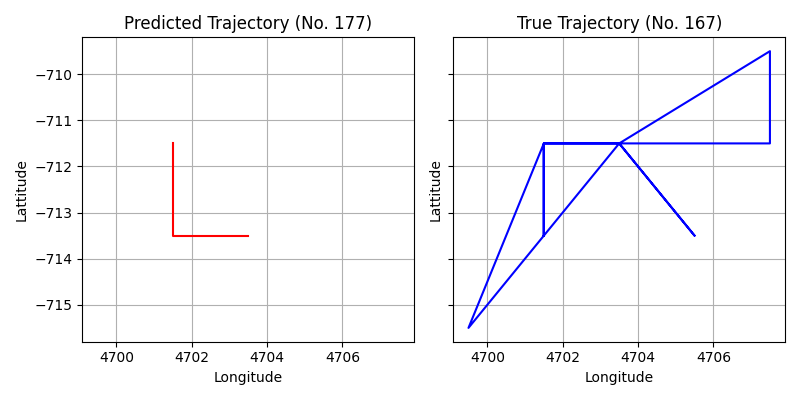 Predicted Trajectory (No. 177)
True Trajectory (No. 167)
−710
−711
−712
−713
−714
−715
Lattitude
Lattitude
4700 4702 4704 4706
4700 4702 4704 4706
Longitude
Longitude